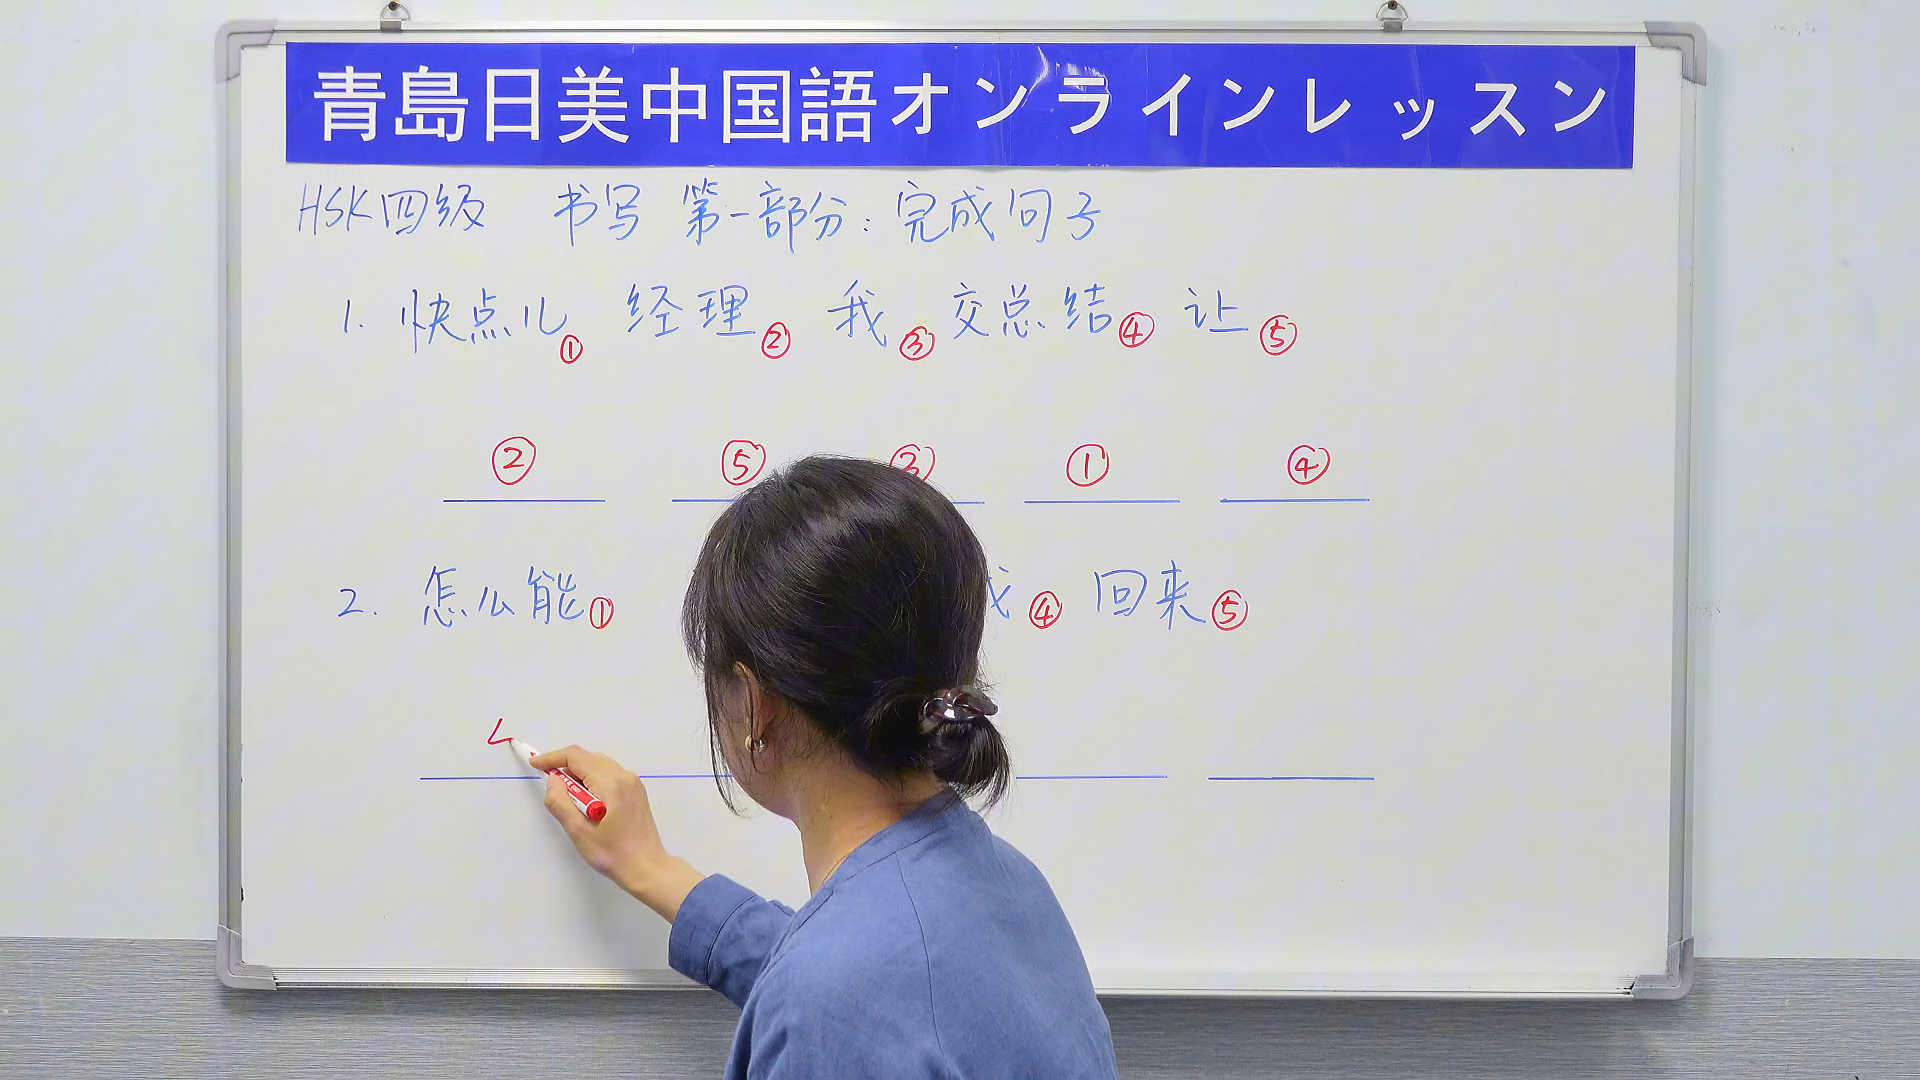 青島日美中国語オンラインレッスン
HSK四级 书写 第一部分：完成句子
1. 快点儿① 经理② 我③ 交总结④ 让⑤
② ⑤ ③ ① ④
2. 怎么能① ④ 回来⑤